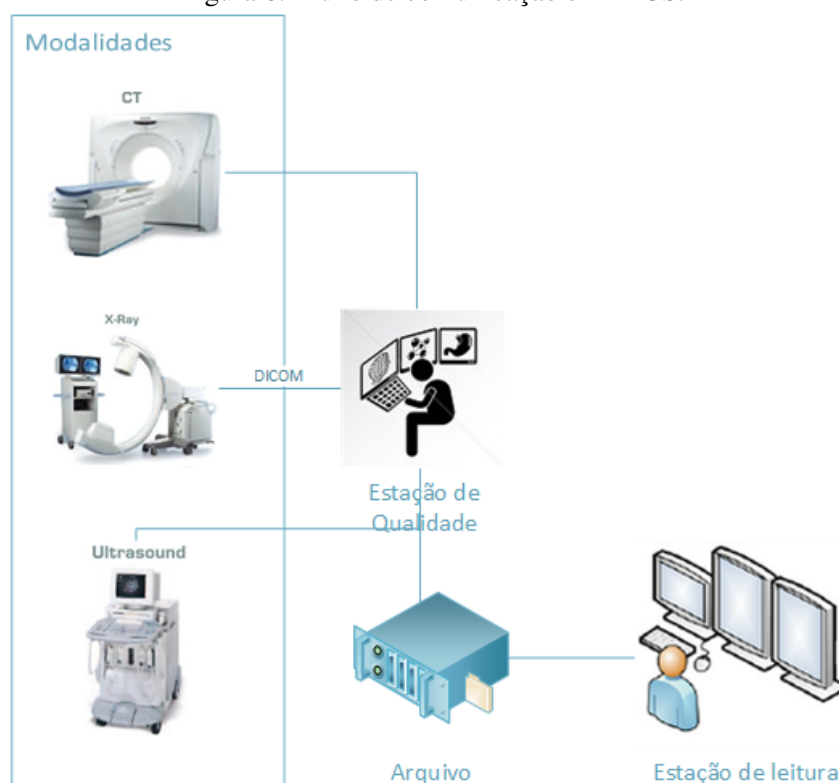 Modalidades
CT
X-Ray
DICOM
Estação de
Qualidade
Ultrasound
Arquivo
Estação de leitura